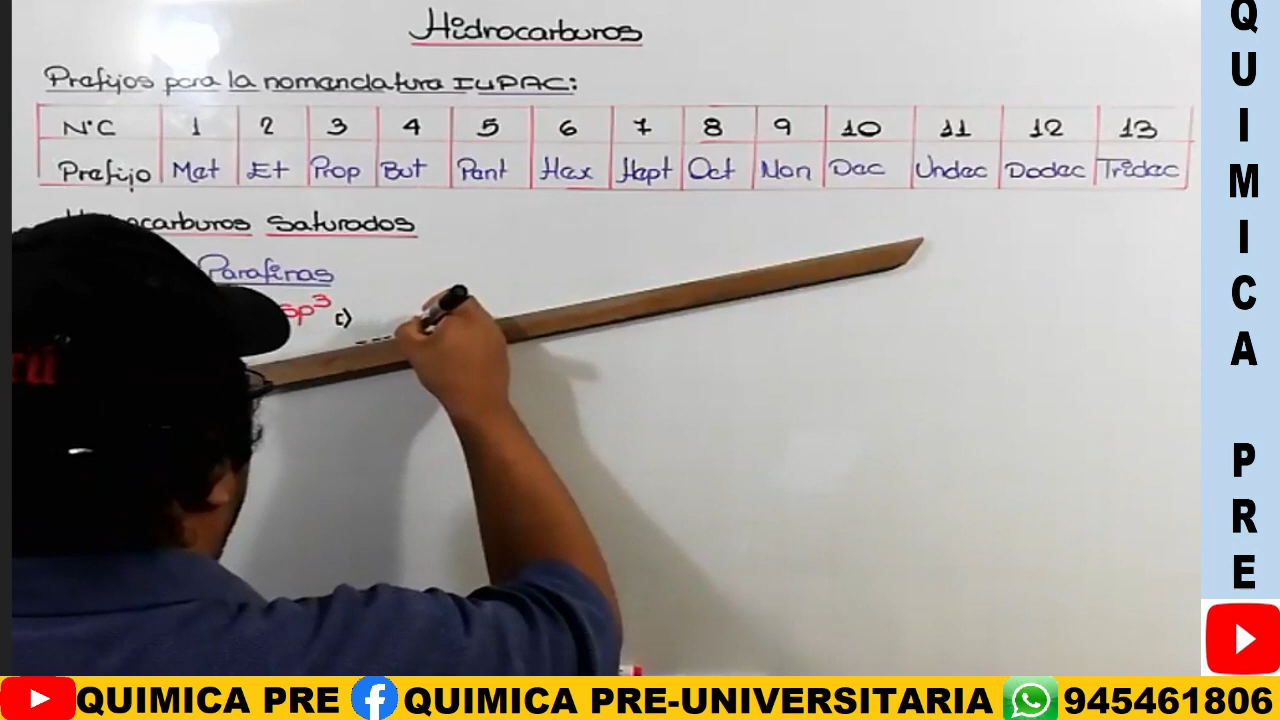 Hidrocarburos
Prefijos para la nomenclatura IUPAC:
N°C 1 2 3 4 5 6 7 8 9 10 11 12 13
Prefijo Met Et Prop But Pent Hex Hept Oct Non Dec Undec Dodec Tridec
Saturados
Parafinas
sp³ c)
QUIMICA PRE
QUIMICA PRE QUIMICA PRE-UNIVERSITARIA 945461806